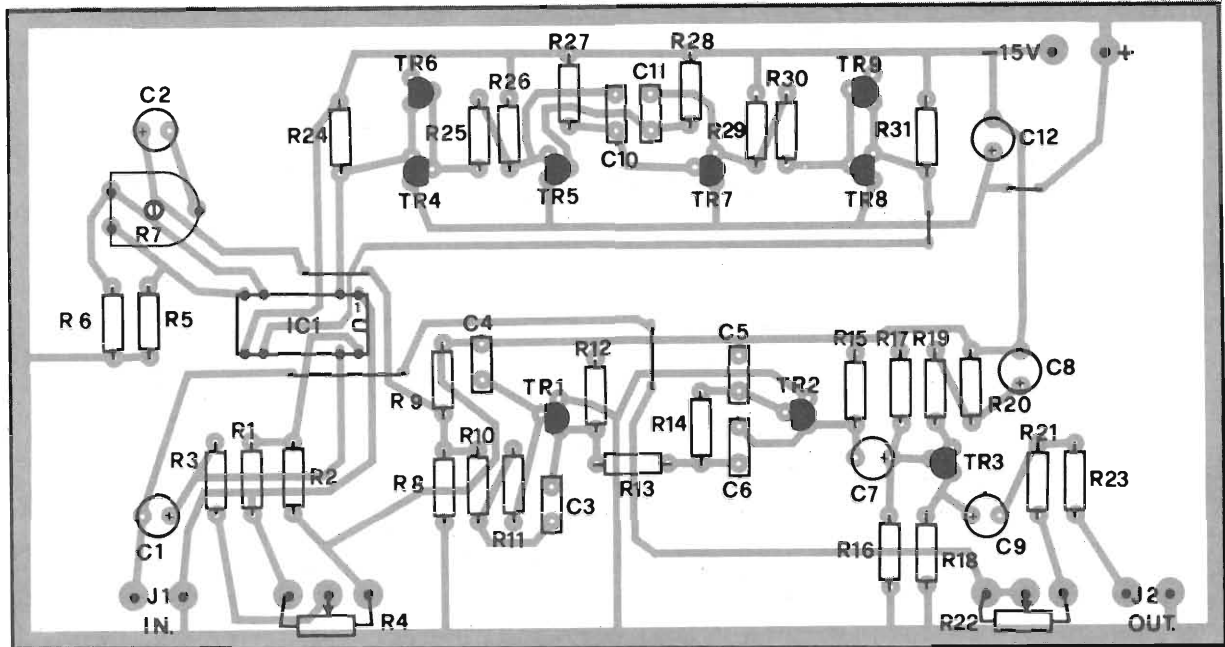 R27
R28
-15V
+
TR6
C11
TR9
R26
R30
C2
R24
R25
R29
R31
C12
C10
TR4
TR5
TR7
TR8
R7
R6
R5
IC1
1
C4
C5
R15
R17
R19
R12
C8
R9
TR1
TR2
R14
R20
R1
R10
R21
R3
R2
R8
R13
C6
C7
TR3
R23
C3
C1
R11
C9
R16
R18
J1
IN.
R4
R22
J2
OUT.
+
+
+
+
+
+